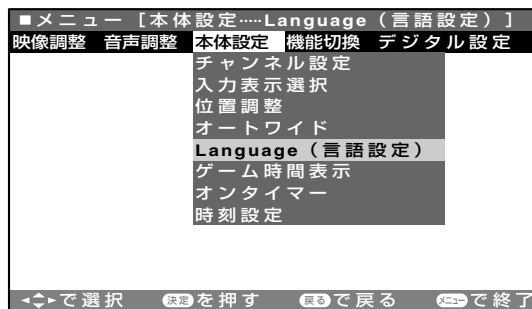 ■メニュー [本体設定……Language（言語設定）]
映像調整 音声調整 本体設定 機能切換 デジタル設定
チャンネル設定
入力表示選択
位置調整
オートワイド
Language（言語設定）
ゲーム時間表示
オンタイマー
時刻設定
で選択 決定を押す 戻るで戻る メニューで終了